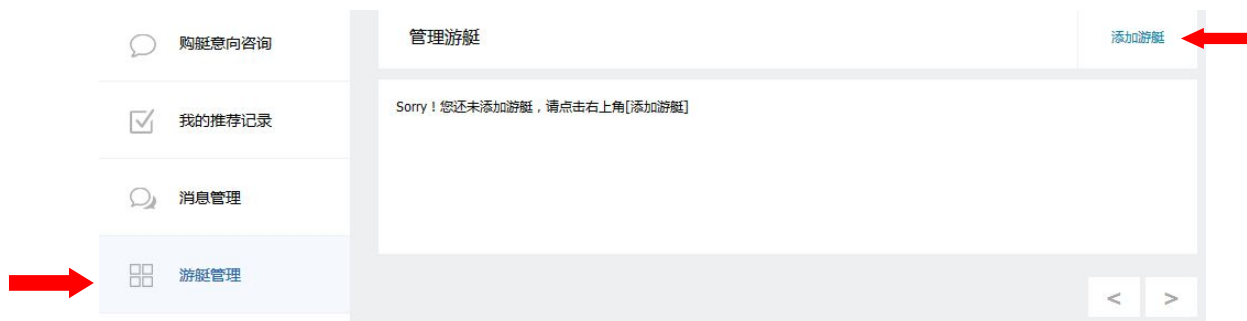 购艇意向咨询
管理游艇
添加游艇
Sorry！您还未添加游艇，请点击右上角[添加游艇]
我的推荐记录
消息管理
游艇管理
< >